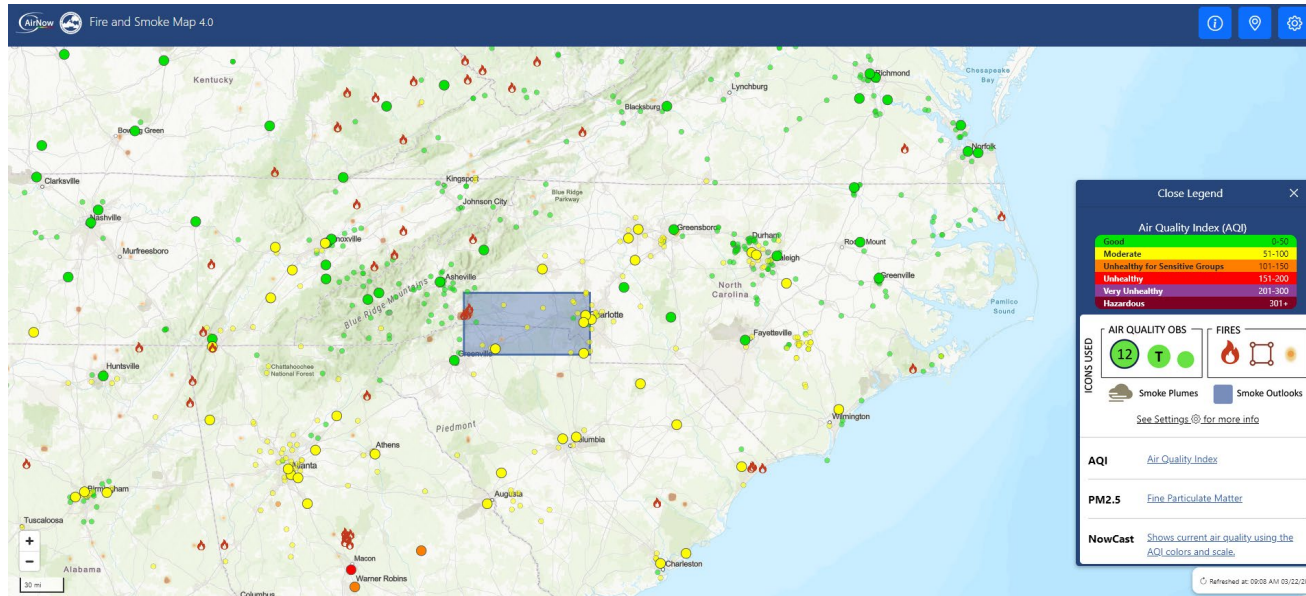 AirNow
Fire and Smoke Map 4.0
Kentucky
Richmond
Chesapeake
Bay
Lynchburg
Blacksburg
Bowling Green
Norfolk
Clarksville
Kingsport
Blue Ridge
Parkway
Johnson City
Nashville
Greensboro
Durham
Knoxville
Rocky Mount
Murfreesboro
Raleigh
Asheville
Greenville
North
Carolina
Blue Ridge Mountains
Pamlico
Sound
Charlotte
Fayetteville
Greenville
Huntsville
Chattahoochee
National Forest
Wilmington
Piedmont
Columbia
Athens
Atlanta
Birmingham
Augusta
Tuscaloosa
+
−
Macon
Charleston
Alabama
Warner Robins
30 mi
Columbus
Close Legend ×
Air Quality Index (AQI)
Good 0-50
Moderate 51-100
Unhealthy for Sensitive Groups 101-150
Unhealthy 151-200
Very Unhealthy 201-300
Hazardous 301+
ICONS USED
AIR QUALITY OBS
FIRES
12
T
Smoke Plumes
Smoke Outlooks
See Settings for more info
AQI Air Quality Index
PM2.5 Fine Particulate Matter
NowCast Shows current air quality using the
AQI colors and scale.
Refreshed at: 09:08 AM 03/22/20